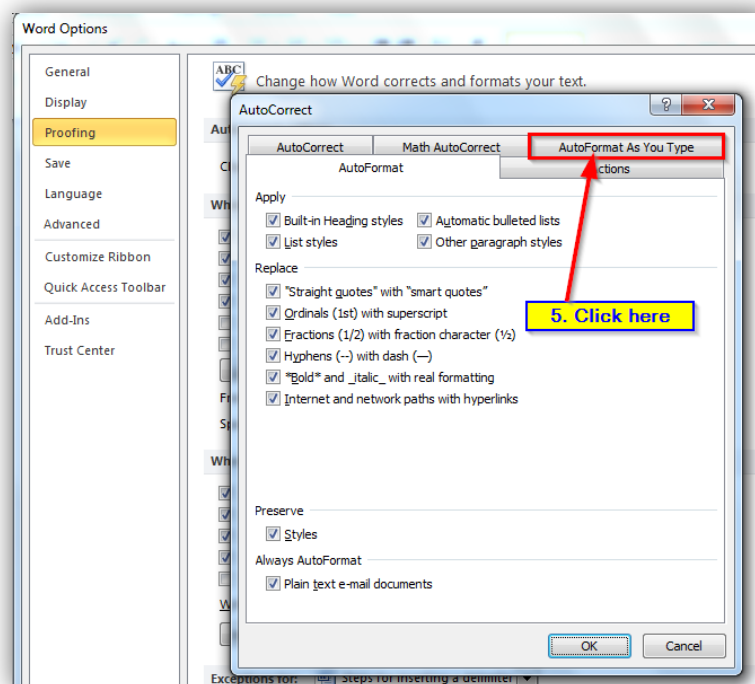 Word Options
General
Display
Proofing
Save
Language
Advanced
Customize Ribbon
Quick Access Toolbar
Add-Ins
Trust Center
ABC
Change how Word corrects and formats your text.
AutoCorrect
AutoCorrect
Math AutoCorrect
AutoFormat As You Type
AutoFormat
ctions
Apply
Built-in Heading styles
Automatic bulleted lists
List styles
Other paragraph styles
Replace
"Straight quotes" with “smart quotes”
Ordinals (1st) with superscript
Fractions (1/2) with fraction character (½)
Hyphens (--) with dash (—)
*Bold* and _italic_ with real formatting
Internet and network paths with hyperlinks
5. Click here
Preserve
Styles
Always AutoFormat
Plain text e-mail documents
OK
Cancel
Exceptions for:
Steps for inserting a delimiter